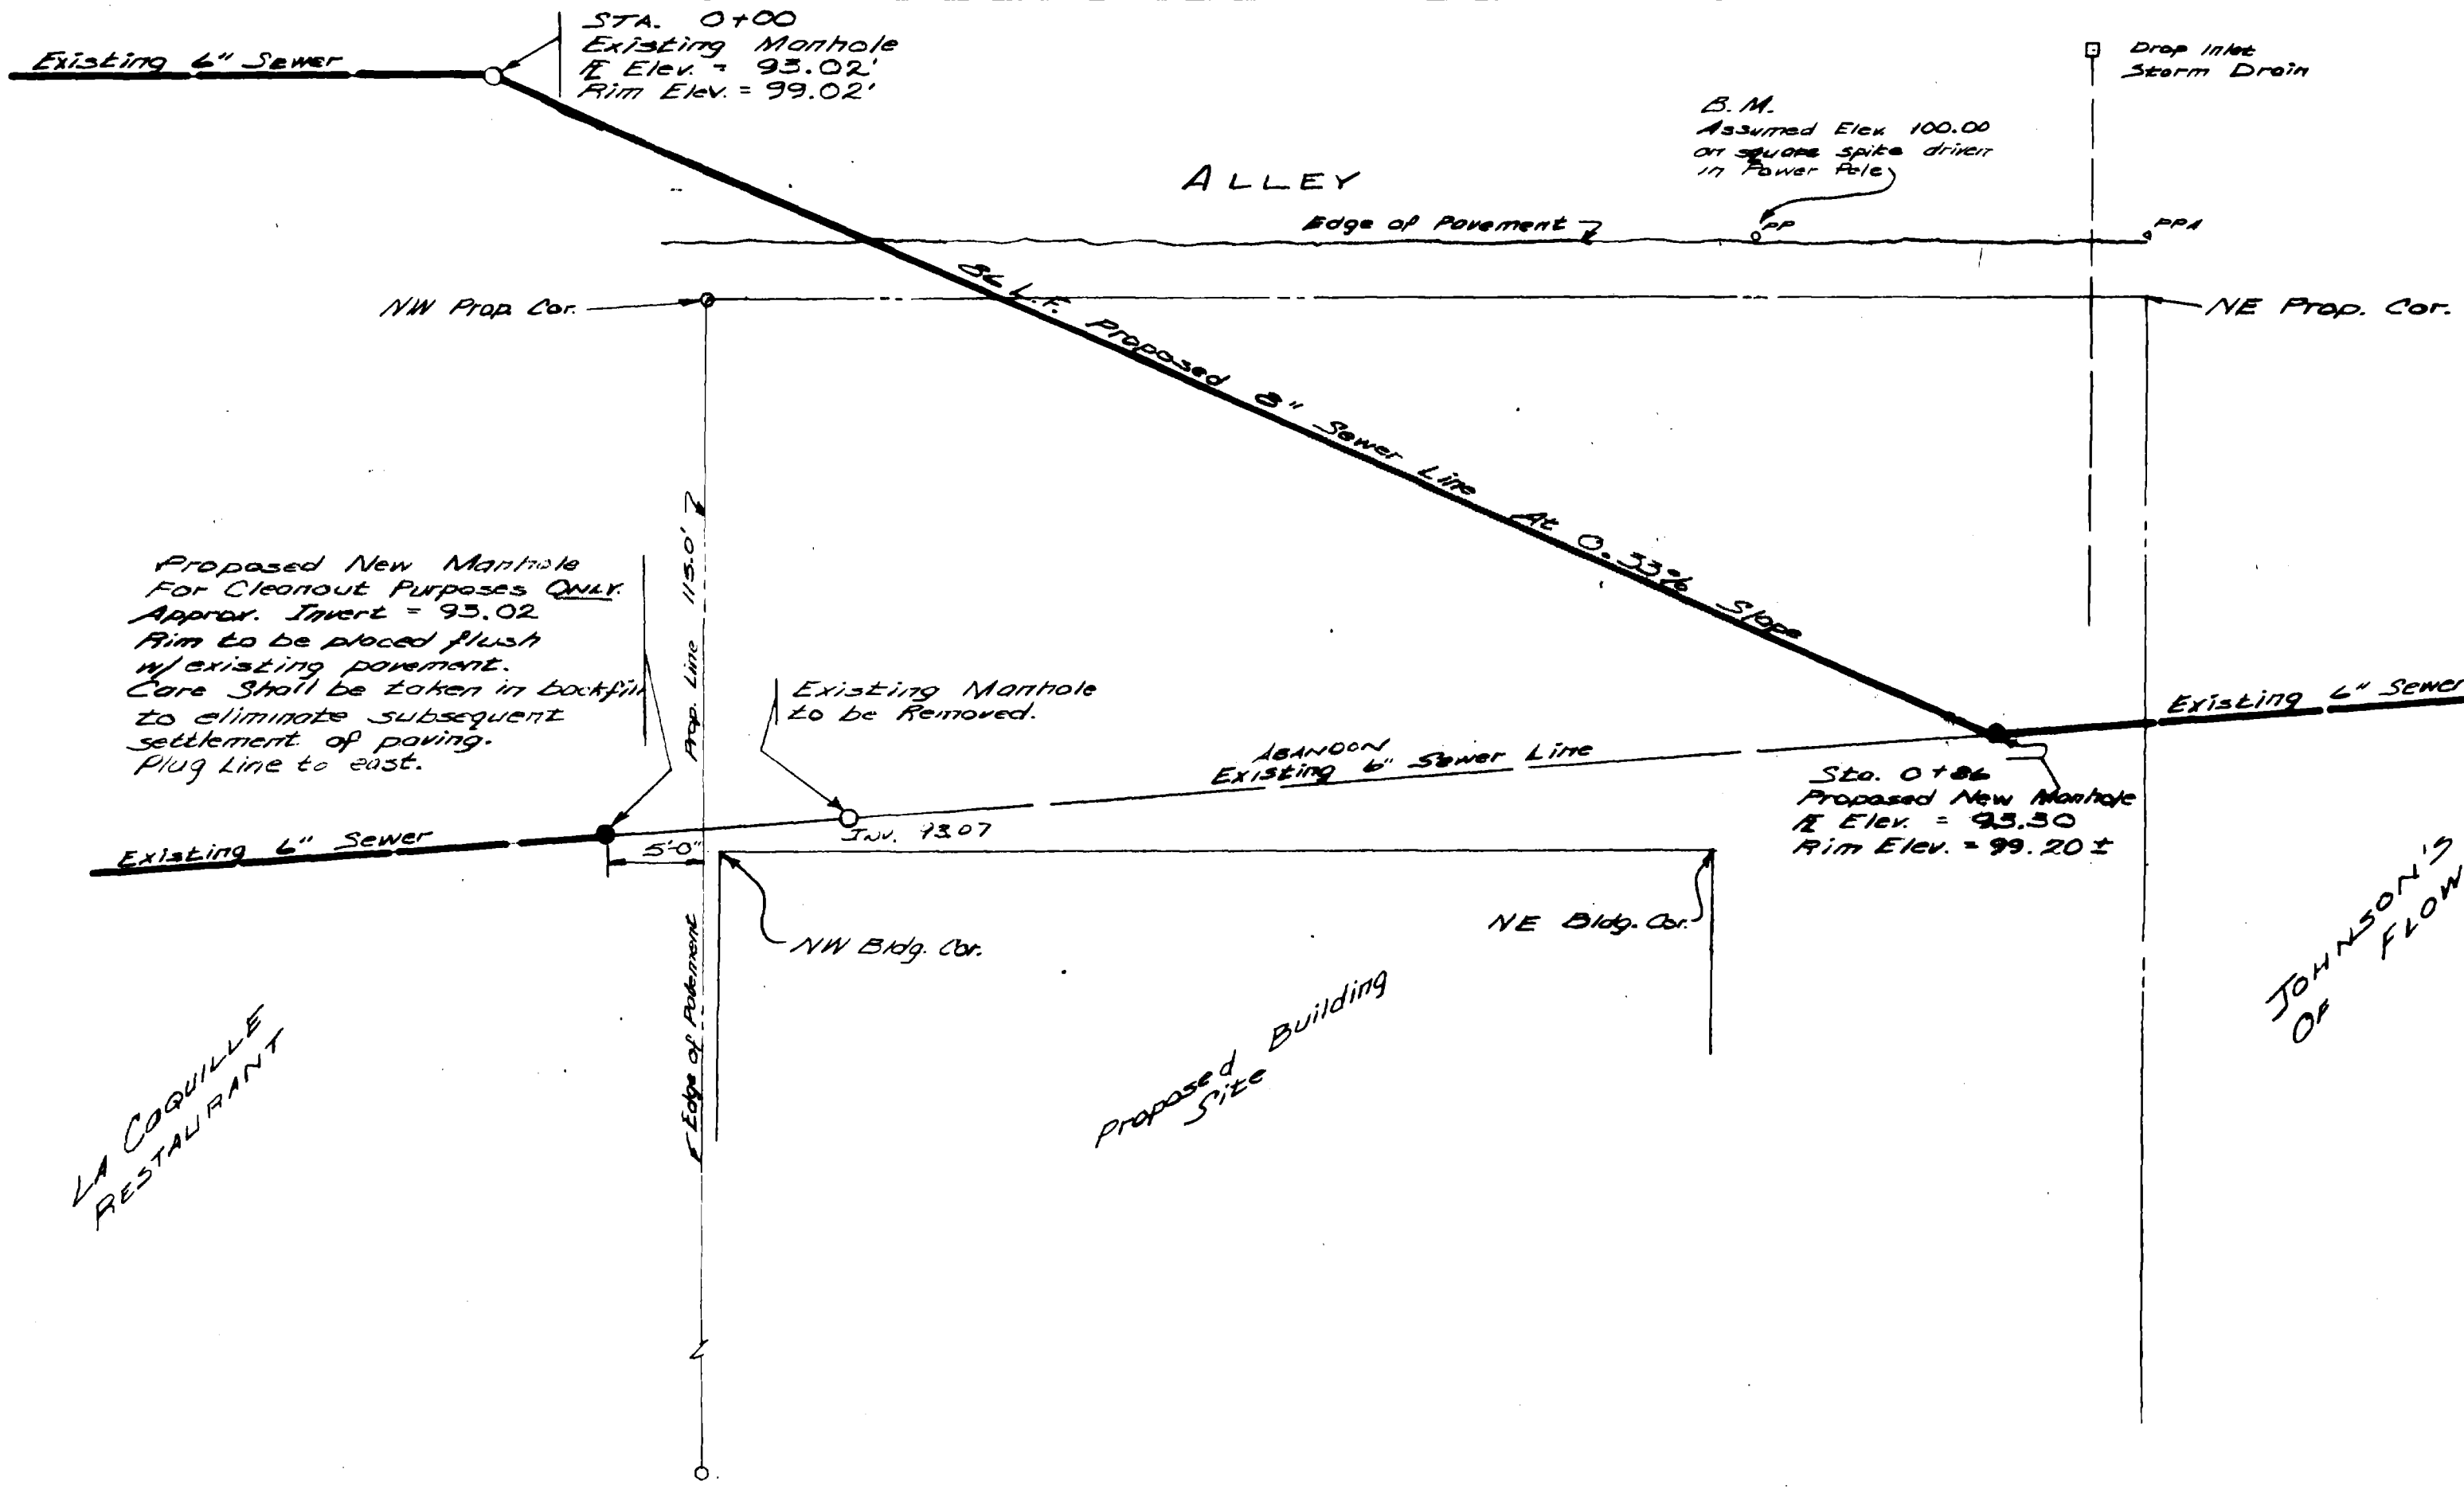 STA. 0+00
Existing Manhole
℄ Elev. = 93.02'
Rim Elev. = 99.02'
Existing 6" Sewer
Drop Inlet
Storm Drain
B.M.
Assumed Elev. 100.00
on square spike driven
in Power Pole
ALLEY
Edge of Pavement
PP
PPA
NW Prop. Cor.
NE Prop. Cor.
86 L.F. Proposed 8" Sewer Line At 0.33% Slope
Prop. Line 115.0'
Proposed New Manhole
For Cleanout Purposes ONLY.
Approx. Invert = 93.02
Rim to be placed flush
w/ existing pavement.
Care Shall be taken in backfill
to eliminate subsequent
settlement of paving.
Plug Line to east.
Existing Manhole
to be Removed.
ABANDON
Existing 6" Sewer Line
Existing 6" Sewer
Sta. 0+86
Proposed New Manhole
℄ Elev. = 93.30
Rim Elev. = 99.20 ±
Existing 6" Sewer
INV. 93.07
5'-0"
NW Bldg. Cor.
NE Bldg. Cor.
Edge of Pavement
JOHNSON'S
OF FLOW
LA COQUILLE
RESTAURANT
Proposed Building
Site